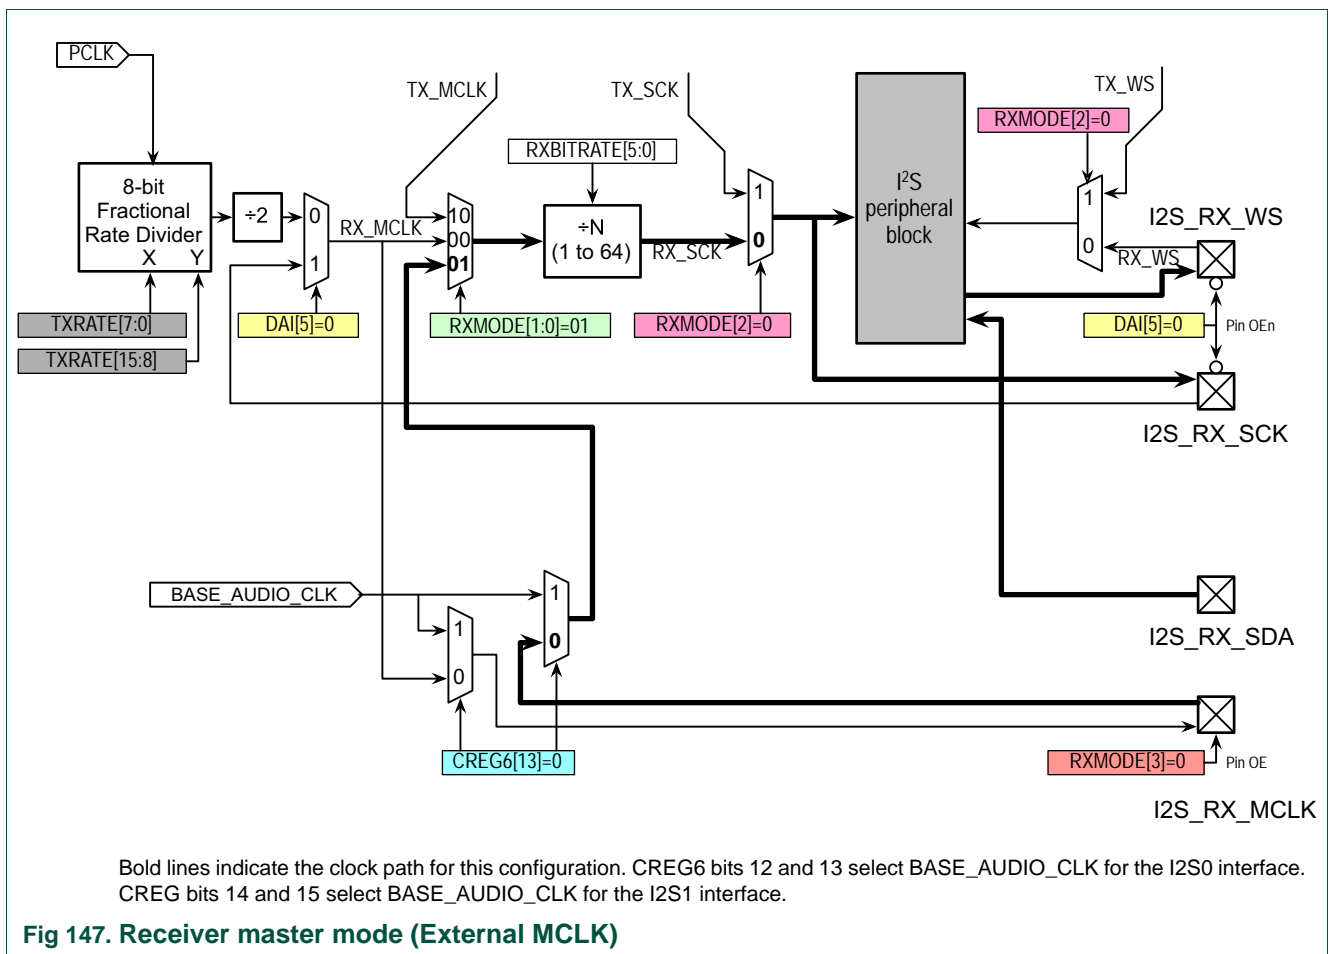 PCLK
TX_MCLK
TX_SCK
TX_WS
RXMODE[2]=0
RXBITRATE[5:0]
8-bit
Fractional
Rate Divider
X Y
÷2
0
1
RX_MCLK
10
00
01
÷N
(1 to 64)
RX_SCK
1
0
I²S
peripheral
block
1
0
RX_WS
I2S_RX_WS
TXRATE[7:0]
TXRATE[15:8]
DAI[5]=0
RXMODE[1:0]=01
RXMODE[2]=0
DAI[5]=0
Pin OEn
I2S_RX_SCK
BASE_AUDIO_CLK
1
0
1
0
I2S_RX_SDA
CREG6[13]=0
RXMODE[3]=0
Pin OE
I2S_RX_MCLK
Bold lines indicate the clock path for this configuration. CREG6 bits 12 and 13 select BASE_AUDIO_CLK for the I2S0 interface.
CREG bits 14 and 15 select BASE_AUDIO_CLK for the I2S1 interface.
Fig 147. Receiver master mode (External MCLK)